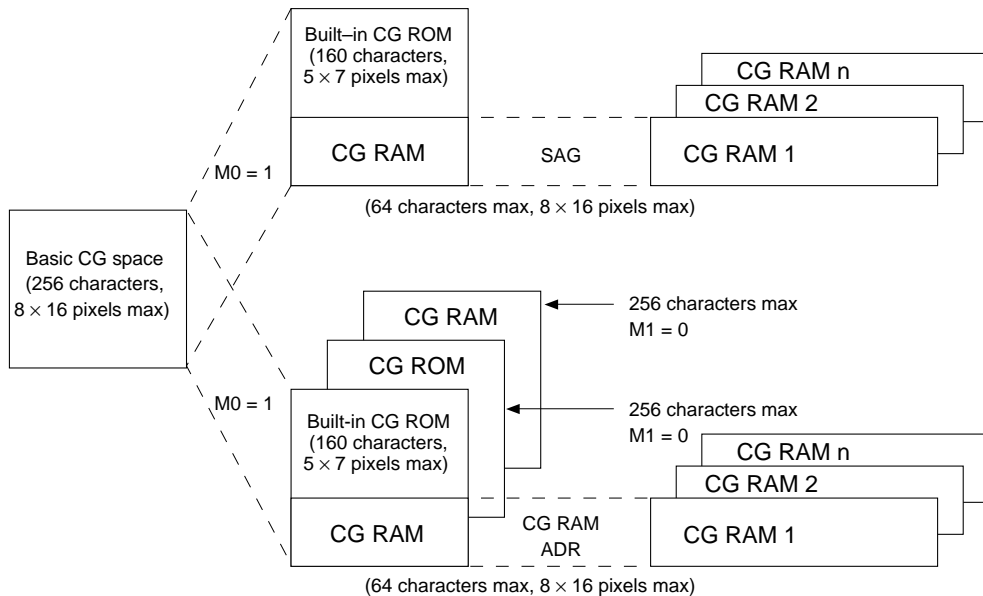 Built–in CG ROM
(160 characters,
5 × 7 pixels max)
CG RAM
M0 = 1
SAG
CG RAM n
CG RAM 2
CG RAM 1
(64 characters max, 8 × 16 pixels max)
Basic CG space
(256 characters,
8 × 16 pixels max)
CG RAM
256 characters max
M1 = 0
CG ROM
256 characters max
M1 = 0
M0 = 1
Built-in CG ROM
(160 characters,
5 × 7 pixels max)
CG RAM
CG RAM
ADR
CG RAM n
CG RAM 2
CG RAM 1
(64 characters max, 8 × 16 pixels max)